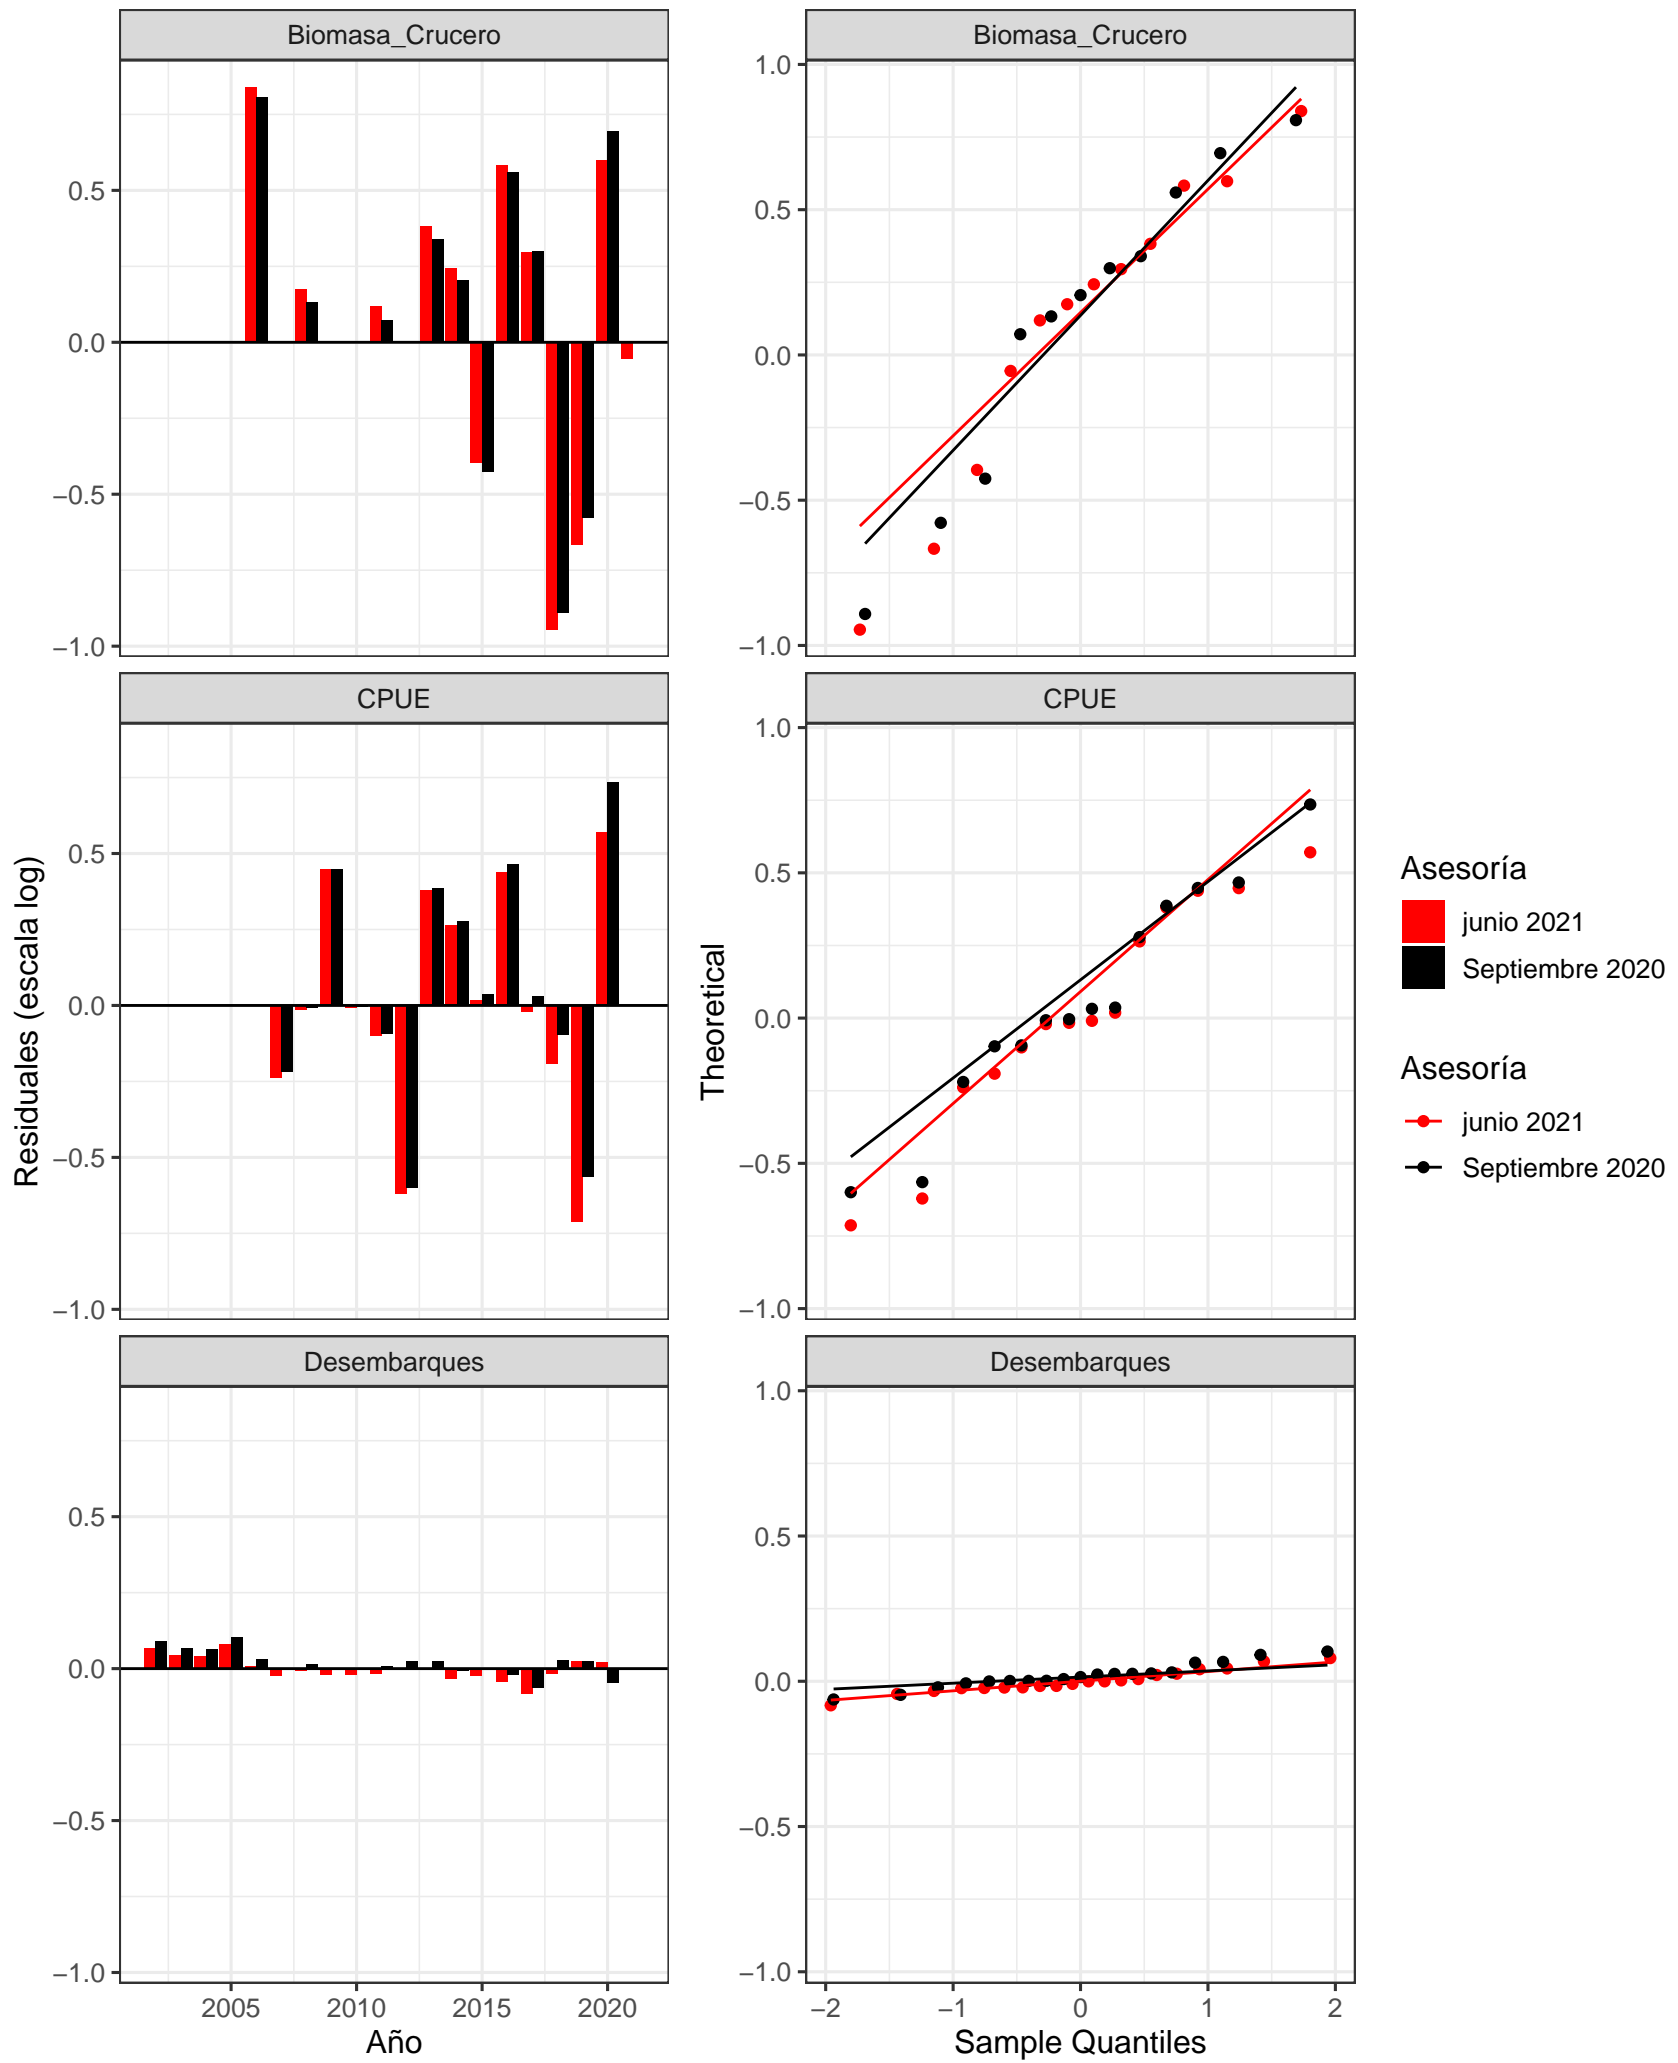 Biomasa_Crucero
Biomasa_Crucero
0.5
0.0
−0.5
−1.0
1.0
0.5
0.0
−0.5
−1.0
CPUE
CPUE
0.5
0.0
−0.5
−1.0
1.0
0.5
0.0
−0.5
−1.0
Desembarques
Desembarques
0.5
0.0
−0.5
−1.0
1.0
0.5
0.0
−0.5
−1.0
2005 2010 2015 2020
−2 −1 0 1 2
Año
Sample Quantiles
Residuales (escala log)
Theoretical
Asesoría
junio 2021
Septiembre 2020
Asesoría
junio 2021
Septiembre 2020